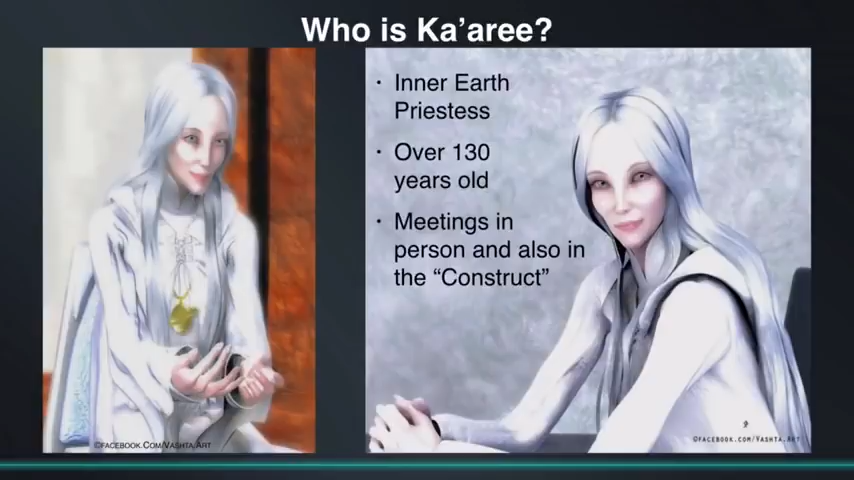 Who is Ka'aree?
• Inner Earth
Priestess
• Over 130
years old
• Meetings in
person and also in
the “Construct”
©FACEBOOK.COM/VASHTA.ART
©FACEBOOK.COM/VASHTA.ART